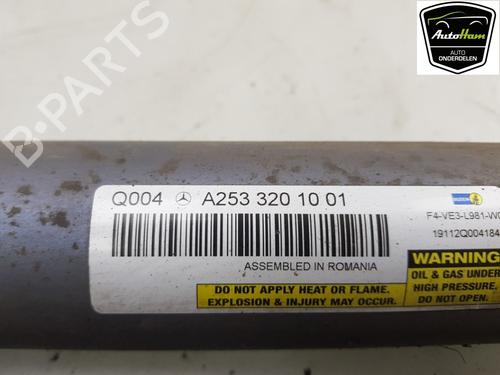 AutoHam
AUTO
ONDERDELEN
B-PARTS
Q004 A253 320 10 01
F4-VE3-L981-W0
19112Q004184
ASSEMBLED IN ROMANIA
WARNING
DO NOT APPLY HEAT OR FLAME.
EXPLOSION & INJURY MAY OCCUR.
OIL & GAS UNDER
HIGH PRESSURE.
DO NOT OPEN.